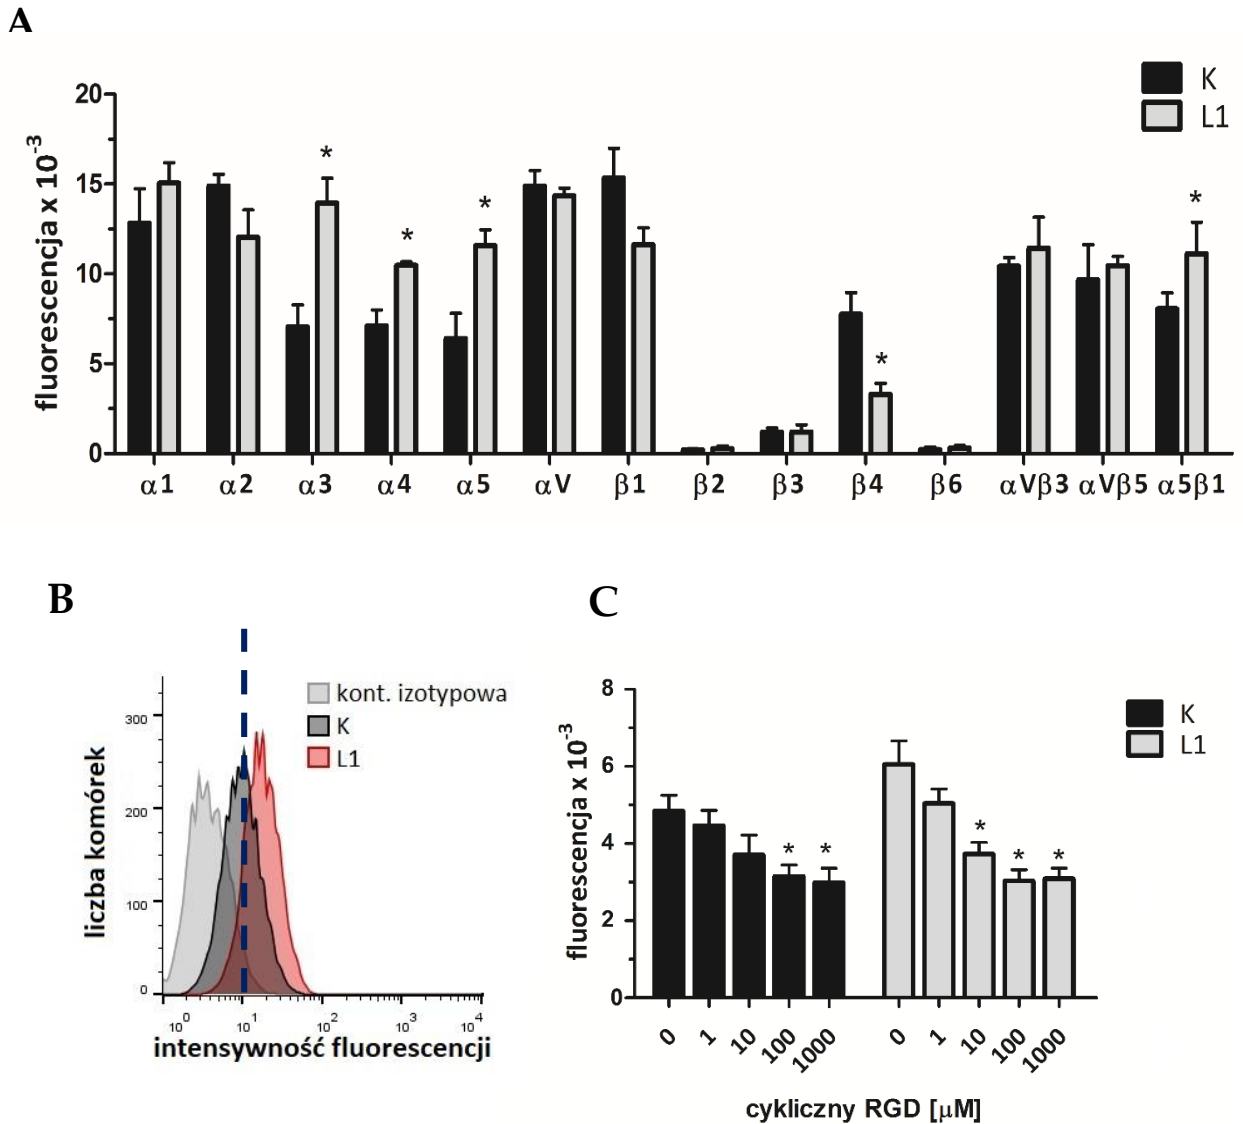 A
K
L1
fluorescencja x 10⁻³
20
15
10
5
0
* * * * *
α1 α2 α3 α4 α5 αV β1 β2 β3 β4 β6 αVβ3 αVβ5 α5β1
B
kont. izotypowa
K
L1
liczba komórek
300
200
100
0
10⁰ 10¹ 10² 10³ 10⁴
intensywność fluorescencji
C
K
L1
fluorescencja x 10⁻³
8
6
4
2
0
* * * * *
0 1 10 100 1000 0 1 10 100 1000
cykliczny RGD [μM]